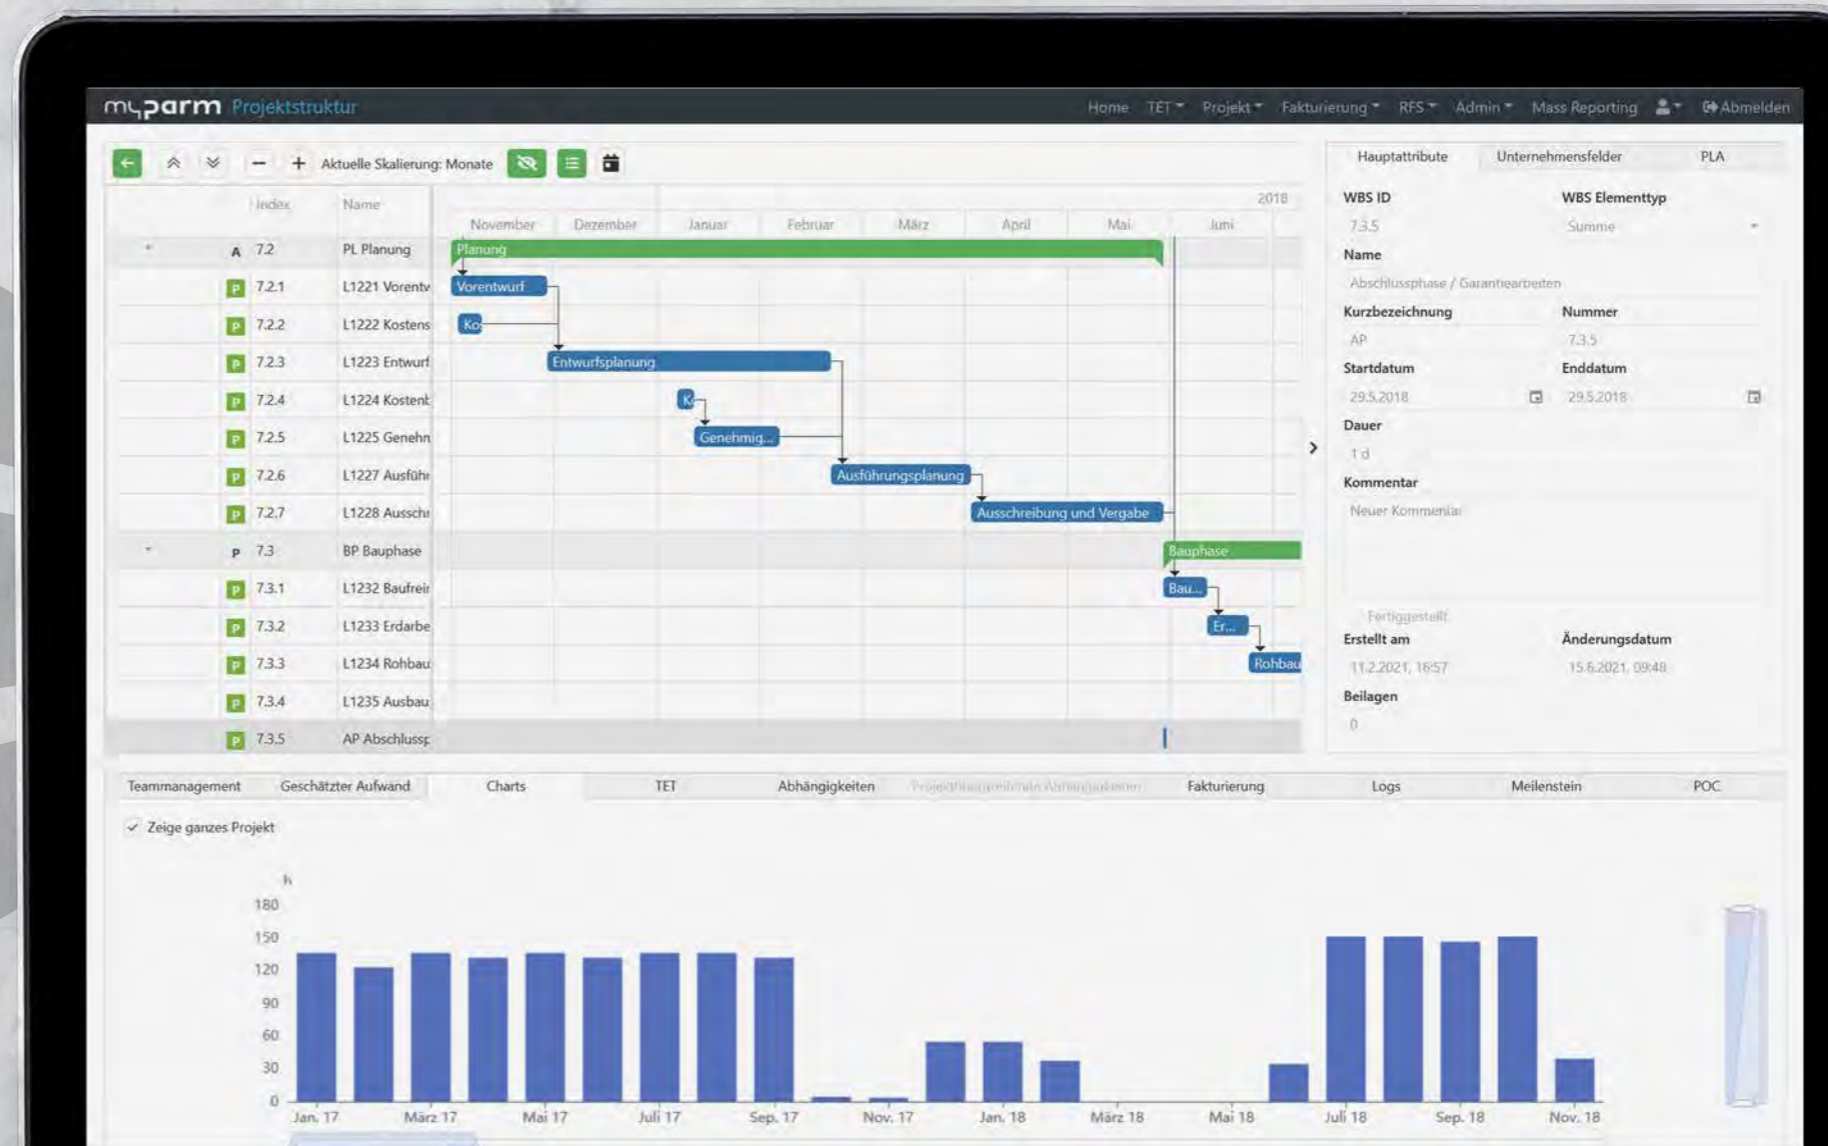 myparm Projektstruktur
Home TET Projekt Fakturierung RFS Admin Mass Reporting Abmelden
Aktuelle Skalierung: Monate
Index Name
2018
November Dezember Januar Februar März April Mai Juni
A 7.2 PL Planung Planung
P 7.2.1 L1221 Vorentw Vorentwurf
P 7.2.2 L1222 Kostens Ko
P 7.2.3 L1223 Entwurf Entwurfsplanung
P 7.2.4 L1224 Kostent K
P 7.2.5 L1225 Genehn Genehmig...
P 7.2.6 L1227 Ausführ Ausführungsplanung
P 7.2.7 L1228 Ausschr Ausschreibung und Vergabe
P 7.3 BP Bauphase Bauphase
P 7.3.1 L1232 Baufreir Bau...
P 7.3.2 L1233 Erdarbe Er...
P 7.3.3 L1234 Rohbau Rohbau
P 7.3.4 L1235 Ausbau
P 7.3.5 AP Abschlussp
Hauptattribute Unternehmensfelder PLA
WBS ID WBS Elementtyp
7.3.5 Summe
Name
Abschlussphase / Garantiearbeiten
Kurzbezeichnung Nummer
AP 7.3.5
Startdatum Enddatum
29.5.2018 29.5.2018
Dauer
1 d
Kommentar
Neuer Kommentar
Fertiggestellt
Erstellt am Änderungsdatum
11.2.2021, 16:57 15.6.2021, 09:48
Beilagen
0
Teammanagement Geschätzter Aufwand Charts TET Abhängigkeiten Projektübergreifende Abhängigkeiten Fakturierung Logs Meilenstein POC
Zeige ganzes Projekt
h
180
150
120
90
60
30
0
Jan. 17 März 17 Mai 17 Juli 17 Sep. 17 Nov. 17 Jan. 18 März 18 Mai 18 Juli 18 Sep. 18 Nov. 18